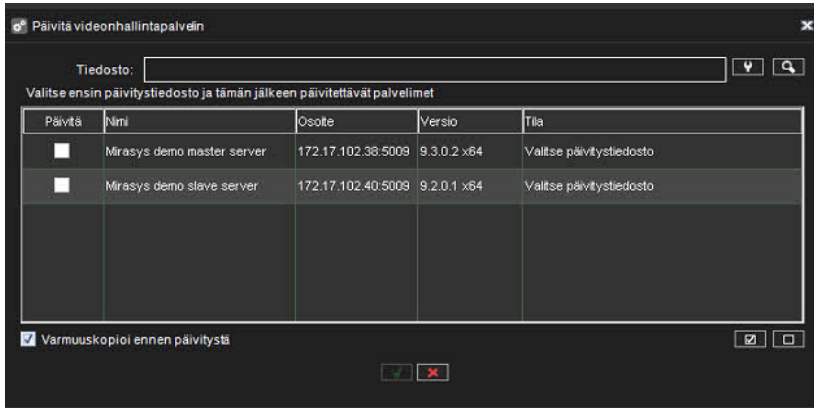 Päivitä videonhallintapalvelin
Tiedosto:
Valitse ensin päivitystiedosto ja tämän jälkeen päivitettävät palvelimet
Päivitä Nimi Osoite Versio Tila
Mirasys demo master server 172.17.102.38:5009 9.3.0.2 x64 Valitse päivitystiedosto
Mirasys demo slave server 172.17.102.40:5009 9.2.0.1 x64 Valitse päivitystiedosto
Varmuuskopioi ennen päivitystä